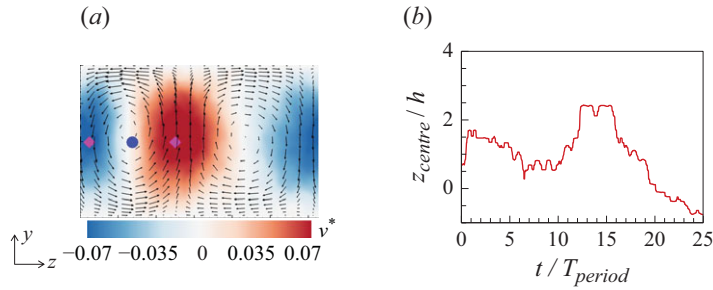 (a)
(b)
4
z_centre / h
2
0
0 5 10 15 20 25
t / T_period
v*
−0.07 −0.035 0 0.035 0.07
y
z